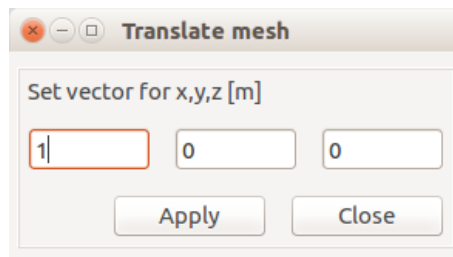 Translate mesh
Set vector for x,y,z [m]
1 0 0
Apply Close